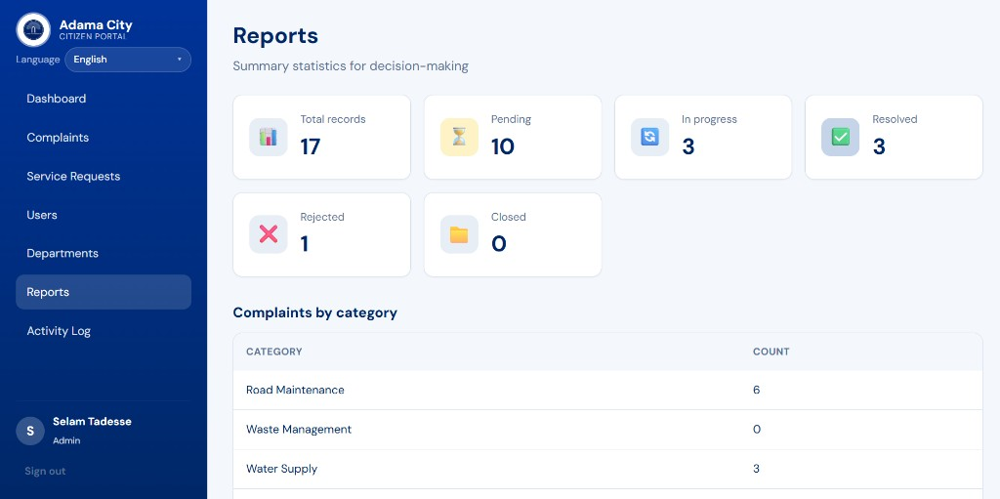 Adama City
CITIZEN PORTAL
Language English
Dashboard
Complaints
Service Requests
Users
Departments
Reports
Activity Log
S
Selam Tadesse
Admin
Sign out
Reports
Summary statistics for decision-making
Total records
17
Pending
10
In progress
3
Resolved
3
Rejected
1
Closed
0
Complaints by category
CATEGORY COUNT
Road Maintenance 6
Waste Management 0
Water Supply 3